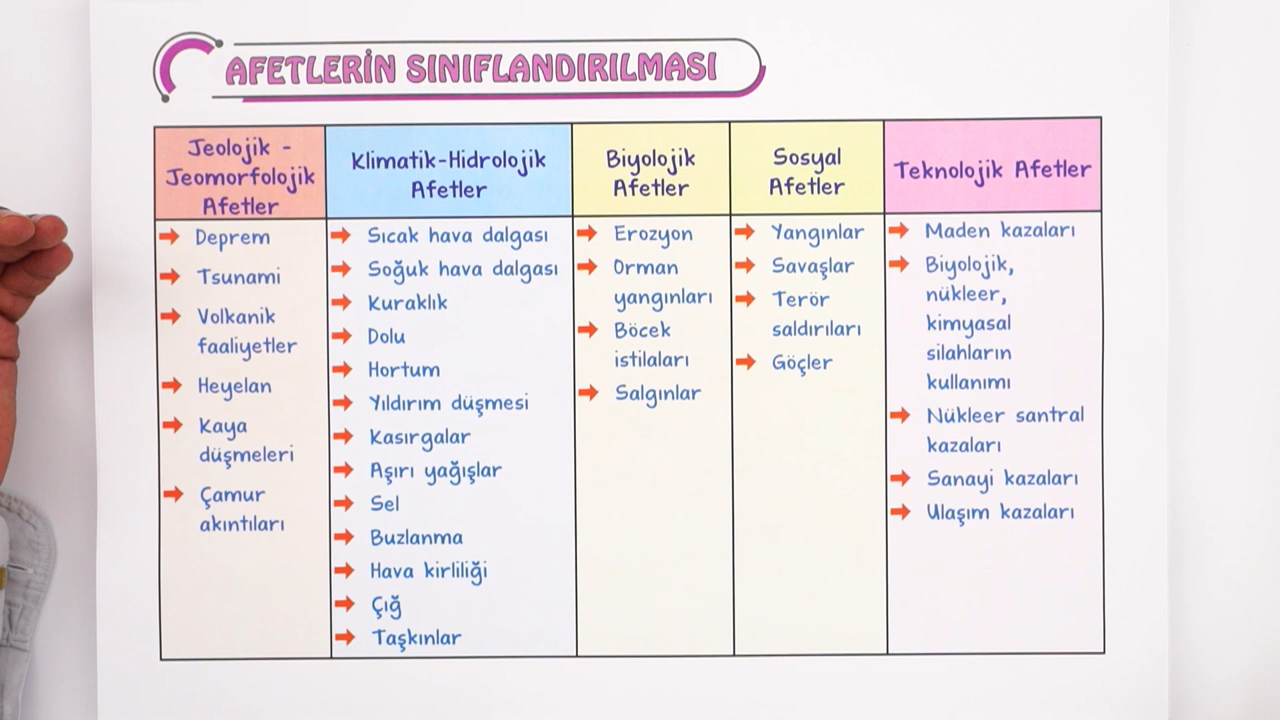 AFETLERİN SINIFLANDIRILMASI
Jeolojik -
Jeomorfolojik
Afetler
Deprem
Tsunami
Volkanik
faaliyetler
Heyelan
Kaya
düşmeleri
Çamur
akıntıları
Klimatik-Hidrolojik
Afetler
Sıcak hava dalgası
Soğuk hava dalgası
Kuraklık
Dolu
Hortum
Yıldırım düşmesi
Kasırgalar
Aşırı yağışlar
Sel
Buzlanma
Hava kirliliği
Çığ
Taşkınlar
Biyolojik
Afetler
Erozyon
Orman
yangınları
Böcek
istilaları
Salgınlar
Sosyal
Afetler
Yangınlar
Savaşlar
Terör
saldırıları
Göçler
Teknolojik Afetler
Maden kazaları
Biyolojik,
nükleer,
kimyasal
silahların
kullanımı
Nükleer santral
kazaları
Sanayi kazaları
Ulaşım kazaları